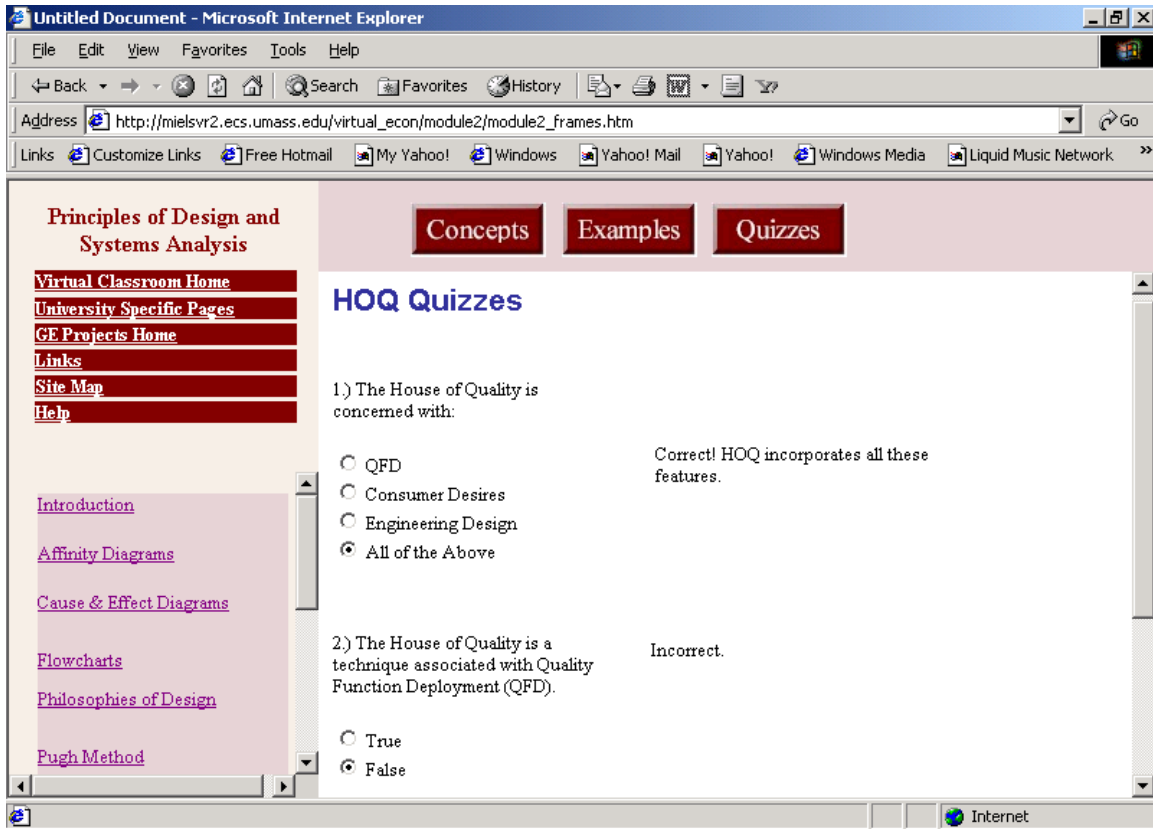 Untitled Document - Microsoft Internet Explorer
File Edit View Favorites Tools Help
Back Search Favorites History
Address http://mielsvr2.ecs.umass.edu/virtual_econ/module2/module2_frames.htm Go
Links Customize Links Free Hotmail My Yahoo! Windows Yahoo! Mail Yahoo! Windows Media Liquid Music Network »
Principles of Design and
Systems Analysis
Virtual Classroom Home
University Specific Pages
GE Projects Home
Links
Site Map
Help
Introduction
Affinity Diagrams
Cause & Effect Diagrams
Flowcharts
Philosophies of Design
Pugh Method
Concepts Examples Quizzes
HOQ Quizzes
1.) The House of Quality is
concerned with:
QFD
Consumer Desires
Engineering Design
All of the Above
Correct! HOQ incorporates all these
features.
2.) The House of Quality is a
technique associated with Quality
Function Deployment (QFD).
Incorrect.
True
False
Internet